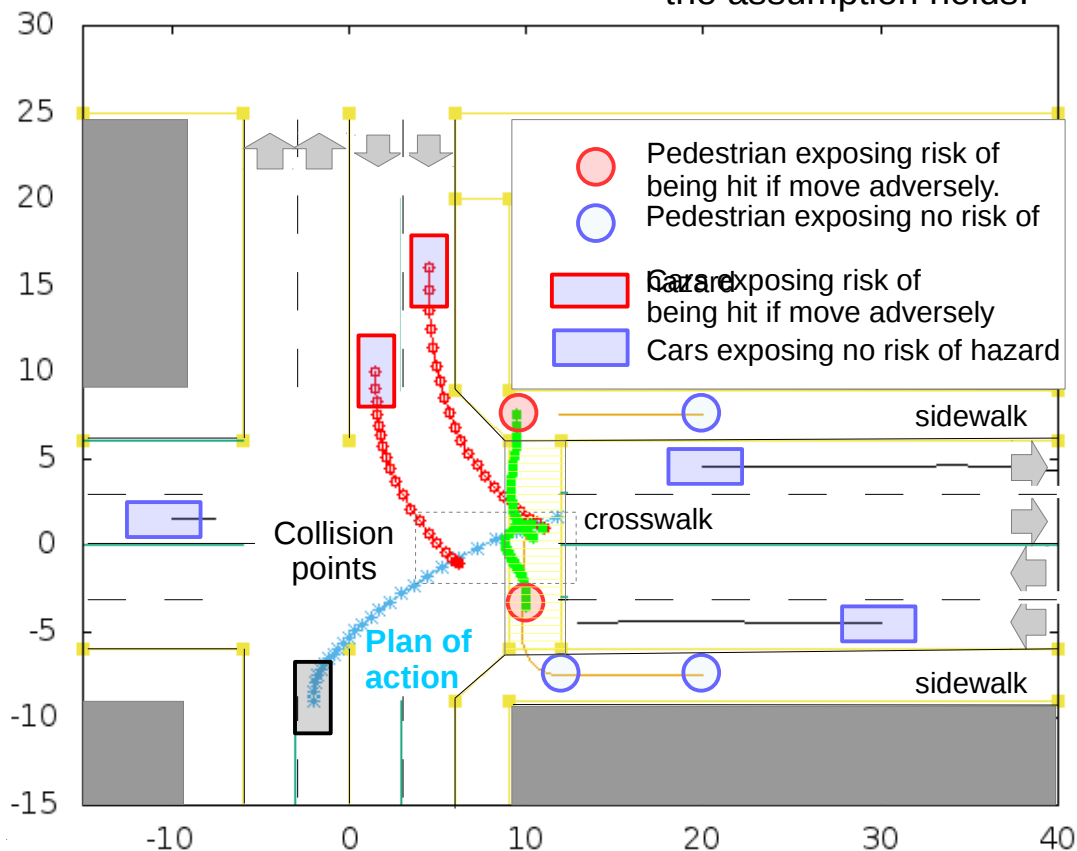 the assumption holds.
30
25
20
15
10
5
0
-5
-10
-15
-10
0
10
20
30
40
Pedestrian exposing risk of
being hit if move adversely.
Pedestrian exposing no risk of
hazard
Cars exposing risk of
being hit if move adversely
Cars exposing no risk of hazard
sidewalk
crosswalk
Collision
points
Plan of
action
sidewalk